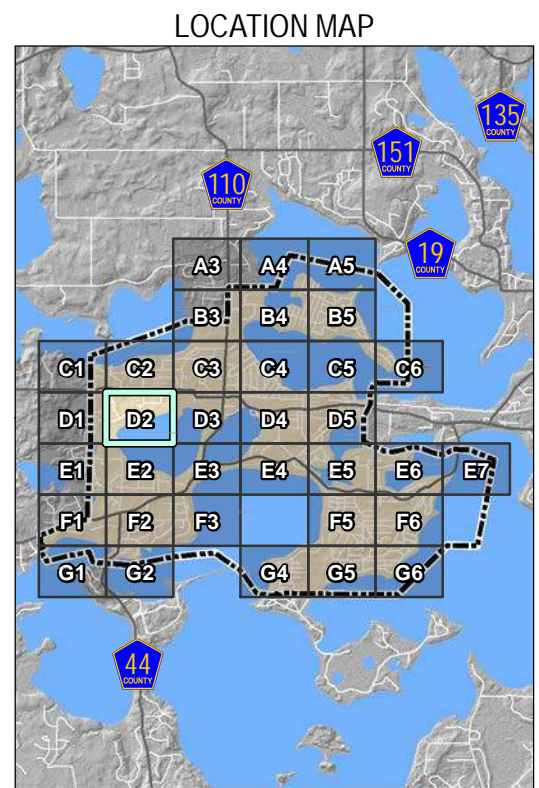 LOCATION MAP
135
COUNTY
151
COUNTY
110
COUNTY
19
COUNTY
A3 A4 A5
B3 B4 B5
C1 C2 C3 C4 C5 C6
D1 D2 D3 D4 D5
E1 E2 E3 E4 E5 E6 E7
F1 F2 F3 F5 F6
G1 G2 G4 G5 G6
44
COUNTY